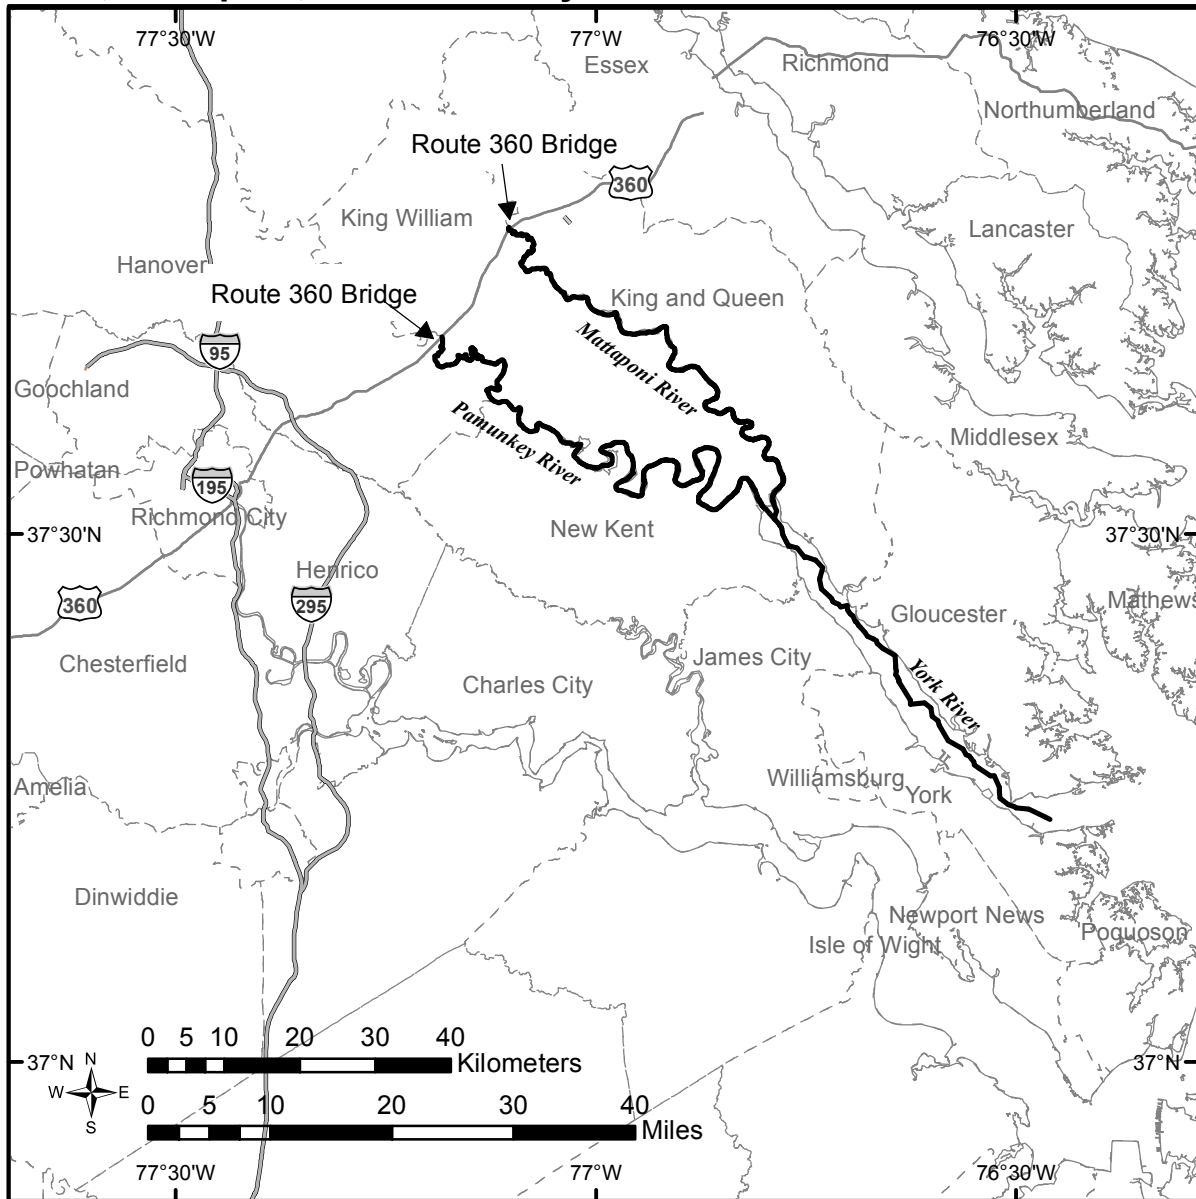 77°30'W
77°W
76°30'W
Essex
Richmond
Northumberland
Route 360 Bridge
360
King William
Lancaster
Hanover
Route 360 Bridge
King and Queen
Mattaponi River
95
Goochland
Pamunkey River
Middlesex
Powhatan
195
Richmond City
New Kent
37°30'N
37°30'N
Henrico
360
295
Gloucester
Mathews
Chesterfield
James City
Charles City
York River
Amelia
Williamsburg
York
Dinwiddie
Newport News
Isle of Wight
Poquoson
0 5 10 20 30 40
Kilometers
37°N
37°N
N
W E
S
0 5 10 20 30 40
Miles
77°30'W
77°W
76°30'W